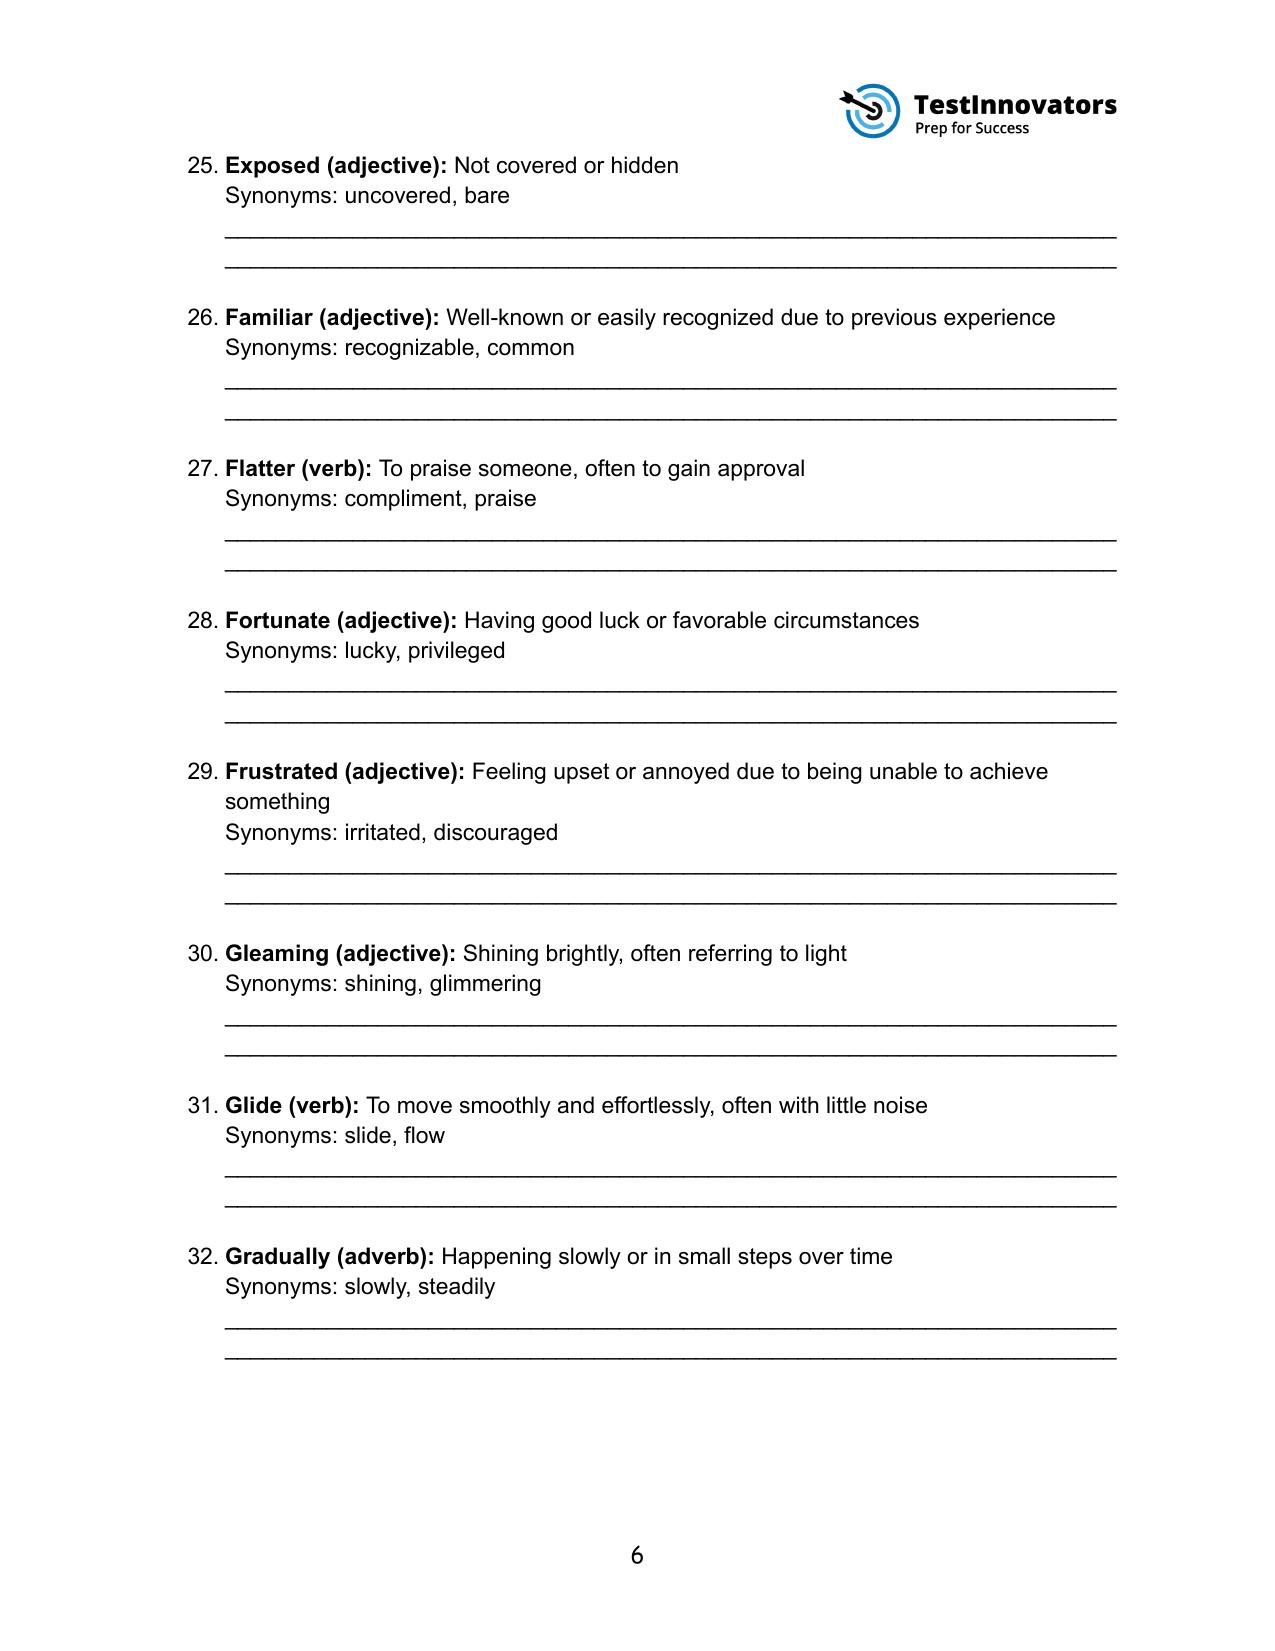 TestInnovators
Prep for Success
25. Exposed (adjective): Not covered or hidden
Synonyms: uncovered, bare
26. Familiar (adjective): Well-known or easily recognized due to previous experience
Synonyms: recognizable, common
27. Flatter (verb): To praise someone, often to gain approval
Synonyms: compliment, praise
28. Fortunate (adjective): Having good luck or favorable circumstances
Synonyms: lucky, privileged
29. Frustrated (adjective): Feeling upset or annoyed due to being unable to achieve
something
Synonyms: irritated, discouraged
30. Gleaming (adjective): Shining brightly, often referring to light
Synonyms: shining, glimmering
31. Glide (verb): To move smoothly and effortlessly, often with little noise
Synonyms: slide, flow
32. Gradually (adverb): Happening slowly or in small steps over time
Synonyms: slowly, steadily
6